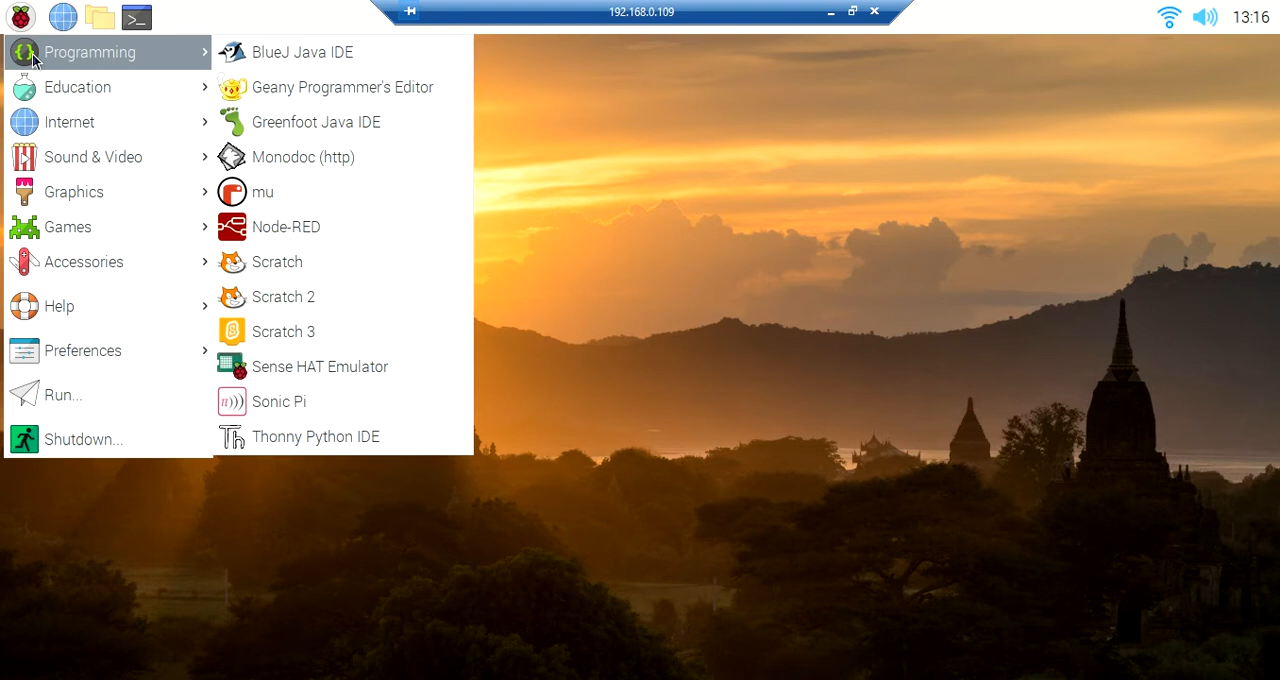 192.168.0.109
13:16
Programming
Education
Internet
Sound & Video
Graphics
Games
Accessories
Help
Preferences
Run...
Shutdown...
BlueJ Java IDE
Geany Programmer's Editor
Greenfoot Java IDE
Monodoc (http)
mu
Node-RED
Scratch
Scratch 2
Scratch 3
Sense HAT Emulator
Sonic Pi
Thonny Python IDE